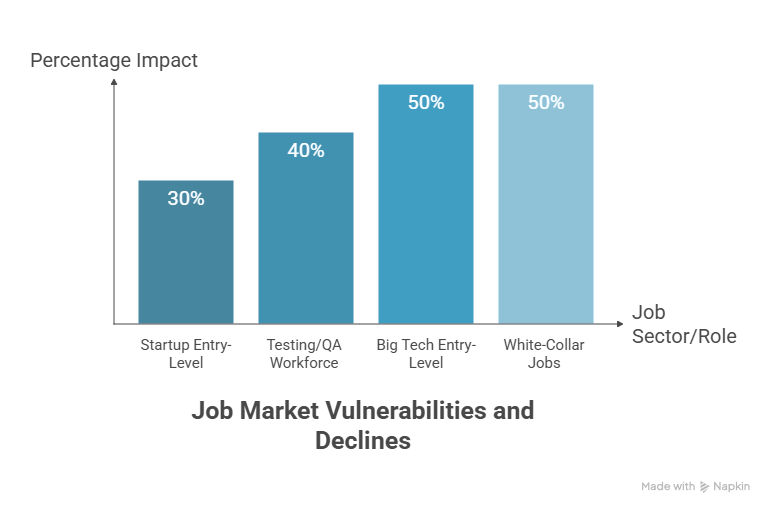 Percentage Impact
30%
40%
50%
50%
Startup Entry-
Level
Testing/QA
Workforce
Big Tech Entry-
Level
White-Collar
Jobs
Job
Sector/Role
Job Market Vulnerabilities and
Declines
Made with Napkin